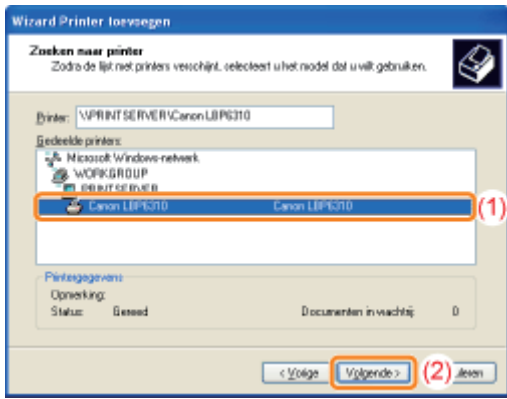 Wizard Printer toevoegen
Zoeken naar printer
Zodra de lijst met printers verschijnt, selecteert u het model dat u wilt gebruiken.
Printer: \\PRINTSERVER\Canon LBP6310
Gedeelde printers:
Microsoft Windows-netwerk
WORKGROUP
PRINTSERVER
Canon LBP6310 Canon LBP6310 (1)
Printergegevens
Opmerking:
Status: Gereed Documenten in wachtrij: 0
< Vorige Volgende > (2) uleren